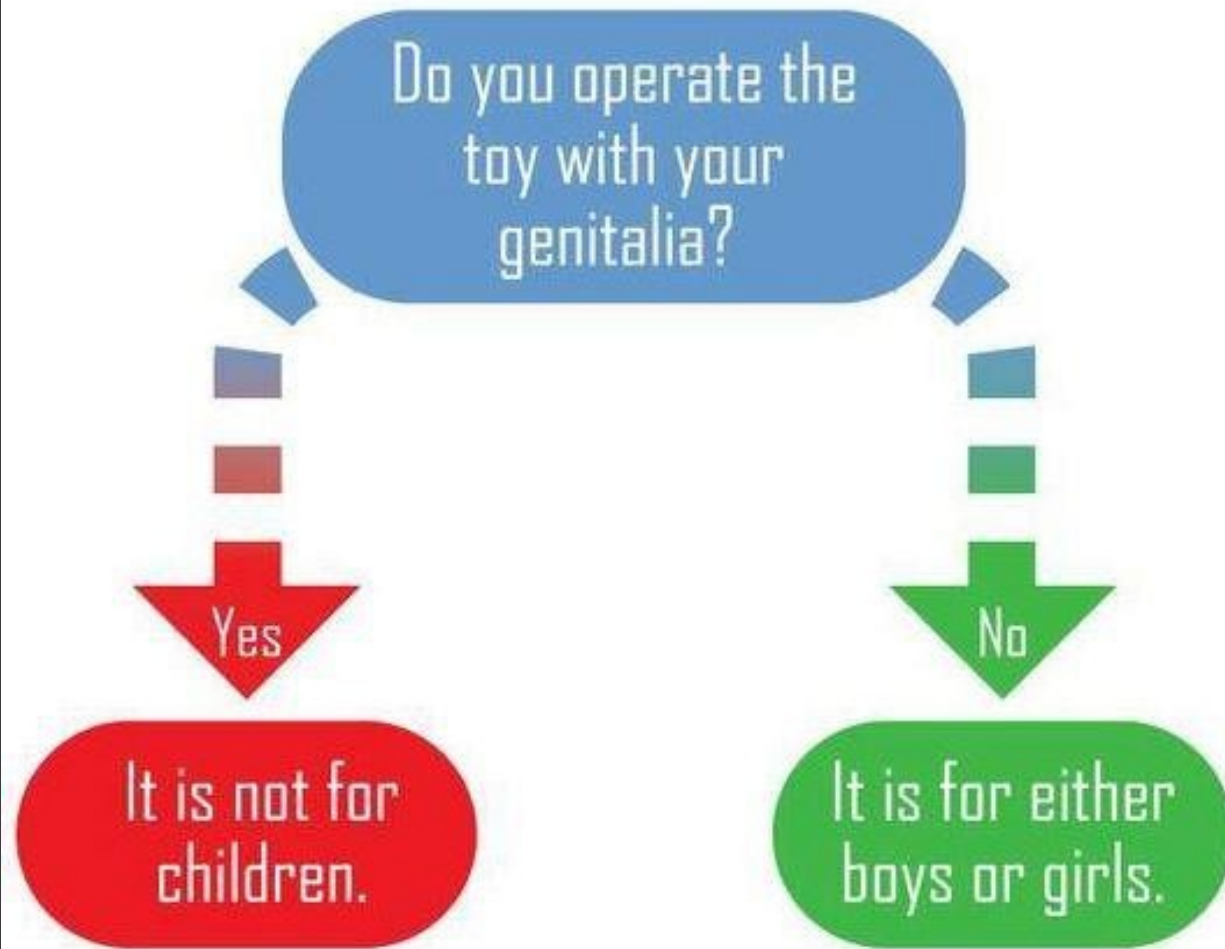 Do you operate the
toy with your
genitalia?
Yes
No
It is not for
children.
It is for either
boys or girls.